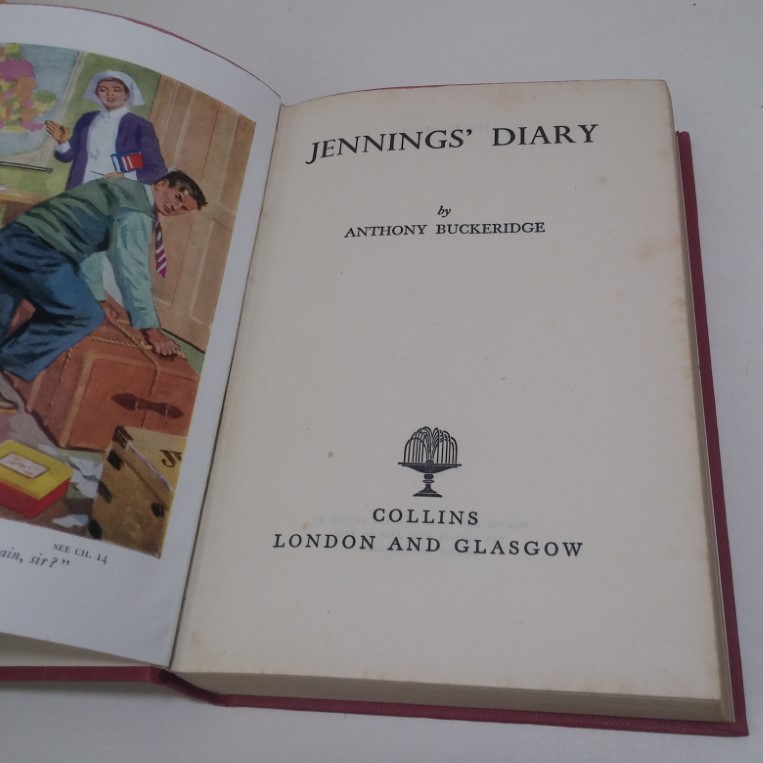 SEE CH. 14
ain, sir?"
JENNINGS' DIARY
by
ANTHONY BUCKERIDGE
COLLINS
LONDON AND GLASGOW